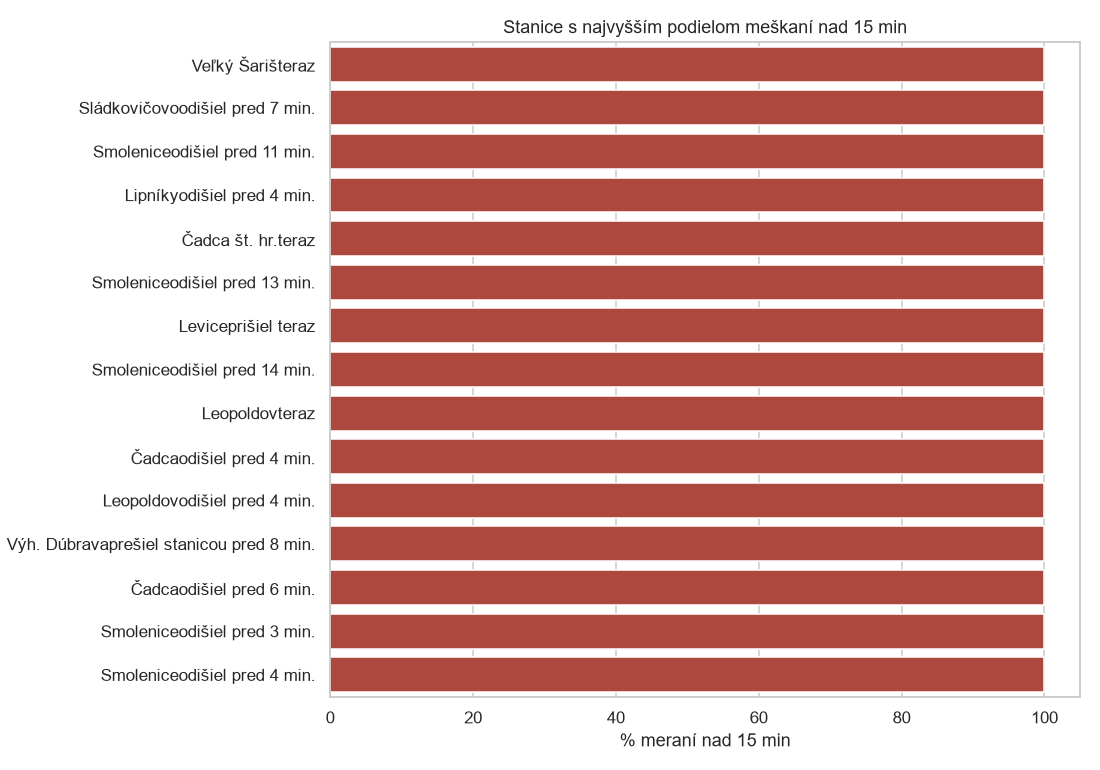 Stanice s najvyšším podielom meškaní nad 15 min
Veľký Šarišteraz
Sládkovičovoodišiel pred 7 min.
Smoleniceodišiel pred 11 min.
Lipníkyodišiel pred 4 min.
Čadca št. hr.teraz
Smoleniceodišiel pred 13 min.
Leviceprišiel teraz
Smoleniceodišiel pred 14 min.
Leopoldovteraz
Čadcaodišiel pred 4 min.
Leopoldovodišiel pred 4 min.
Výh. Dúbravaprešiel stanicou pred 8 min.
Čadcaodišiel pred 6 min.
Smoleniceodišiel pred 3 min.
Smoleniceodišiel pred 4 min.
0 20 40 60 80 100
% meraní nad 15 min